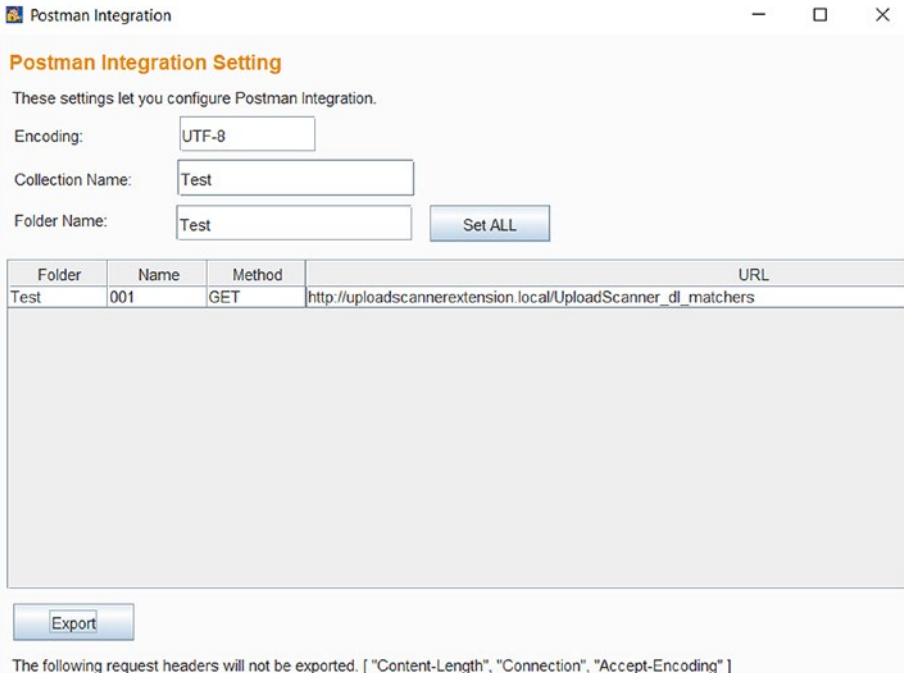 Postman Integration
Postman Integration Setting
These settings let you configure Postman Integration.
Encoding: UTF-8
Collection Name: Test
Folder Name: Test Set ALL
Folder Name Method URL
Test 001 GET http://uploadscannerextension.local/UploadScanner_dl_matchers
Export
The following request headers will not be exported. [ "Content-Length", "Connection", "Accept-Encoding" ]